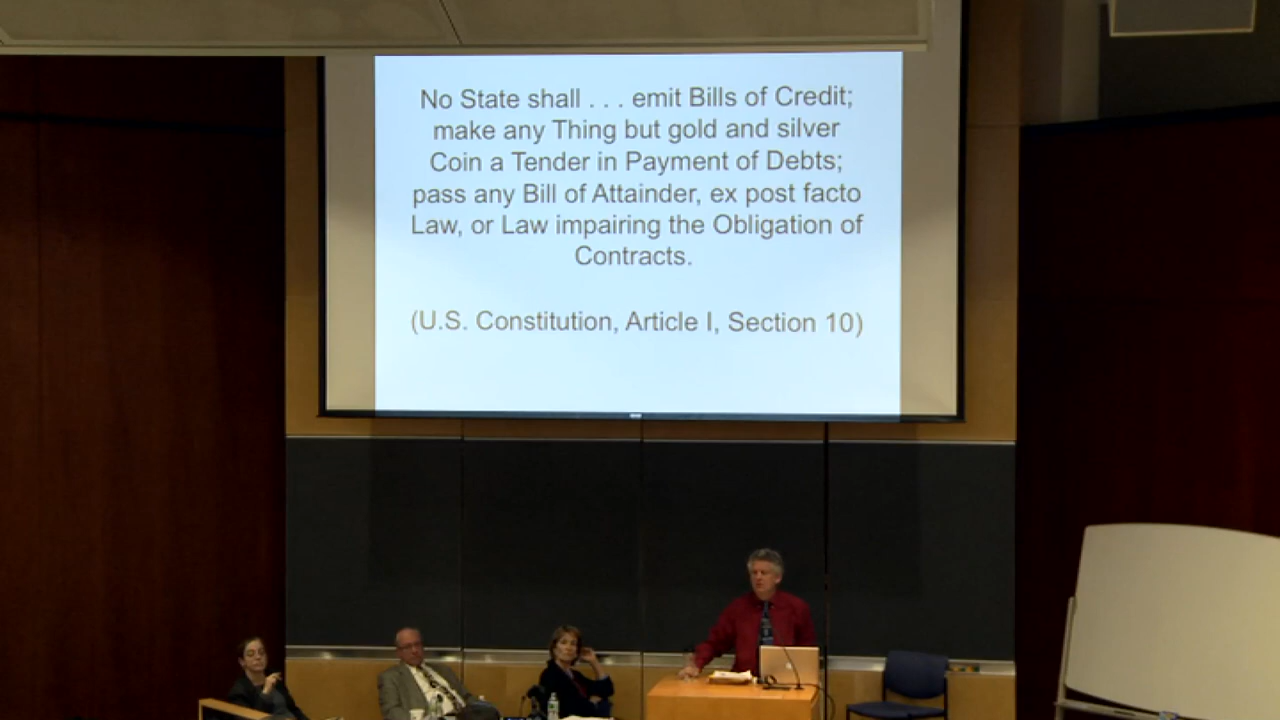 No State shall . . . emit Bills of Credit;
make any Thing but gold and silver
Coin a Tender in Payment of Debts;
pass any Bill of Attainder, ex post facto
Law, or Law impairing the Obligation of
Contracts.
(U.S. Constitution, Article I, Section 10)